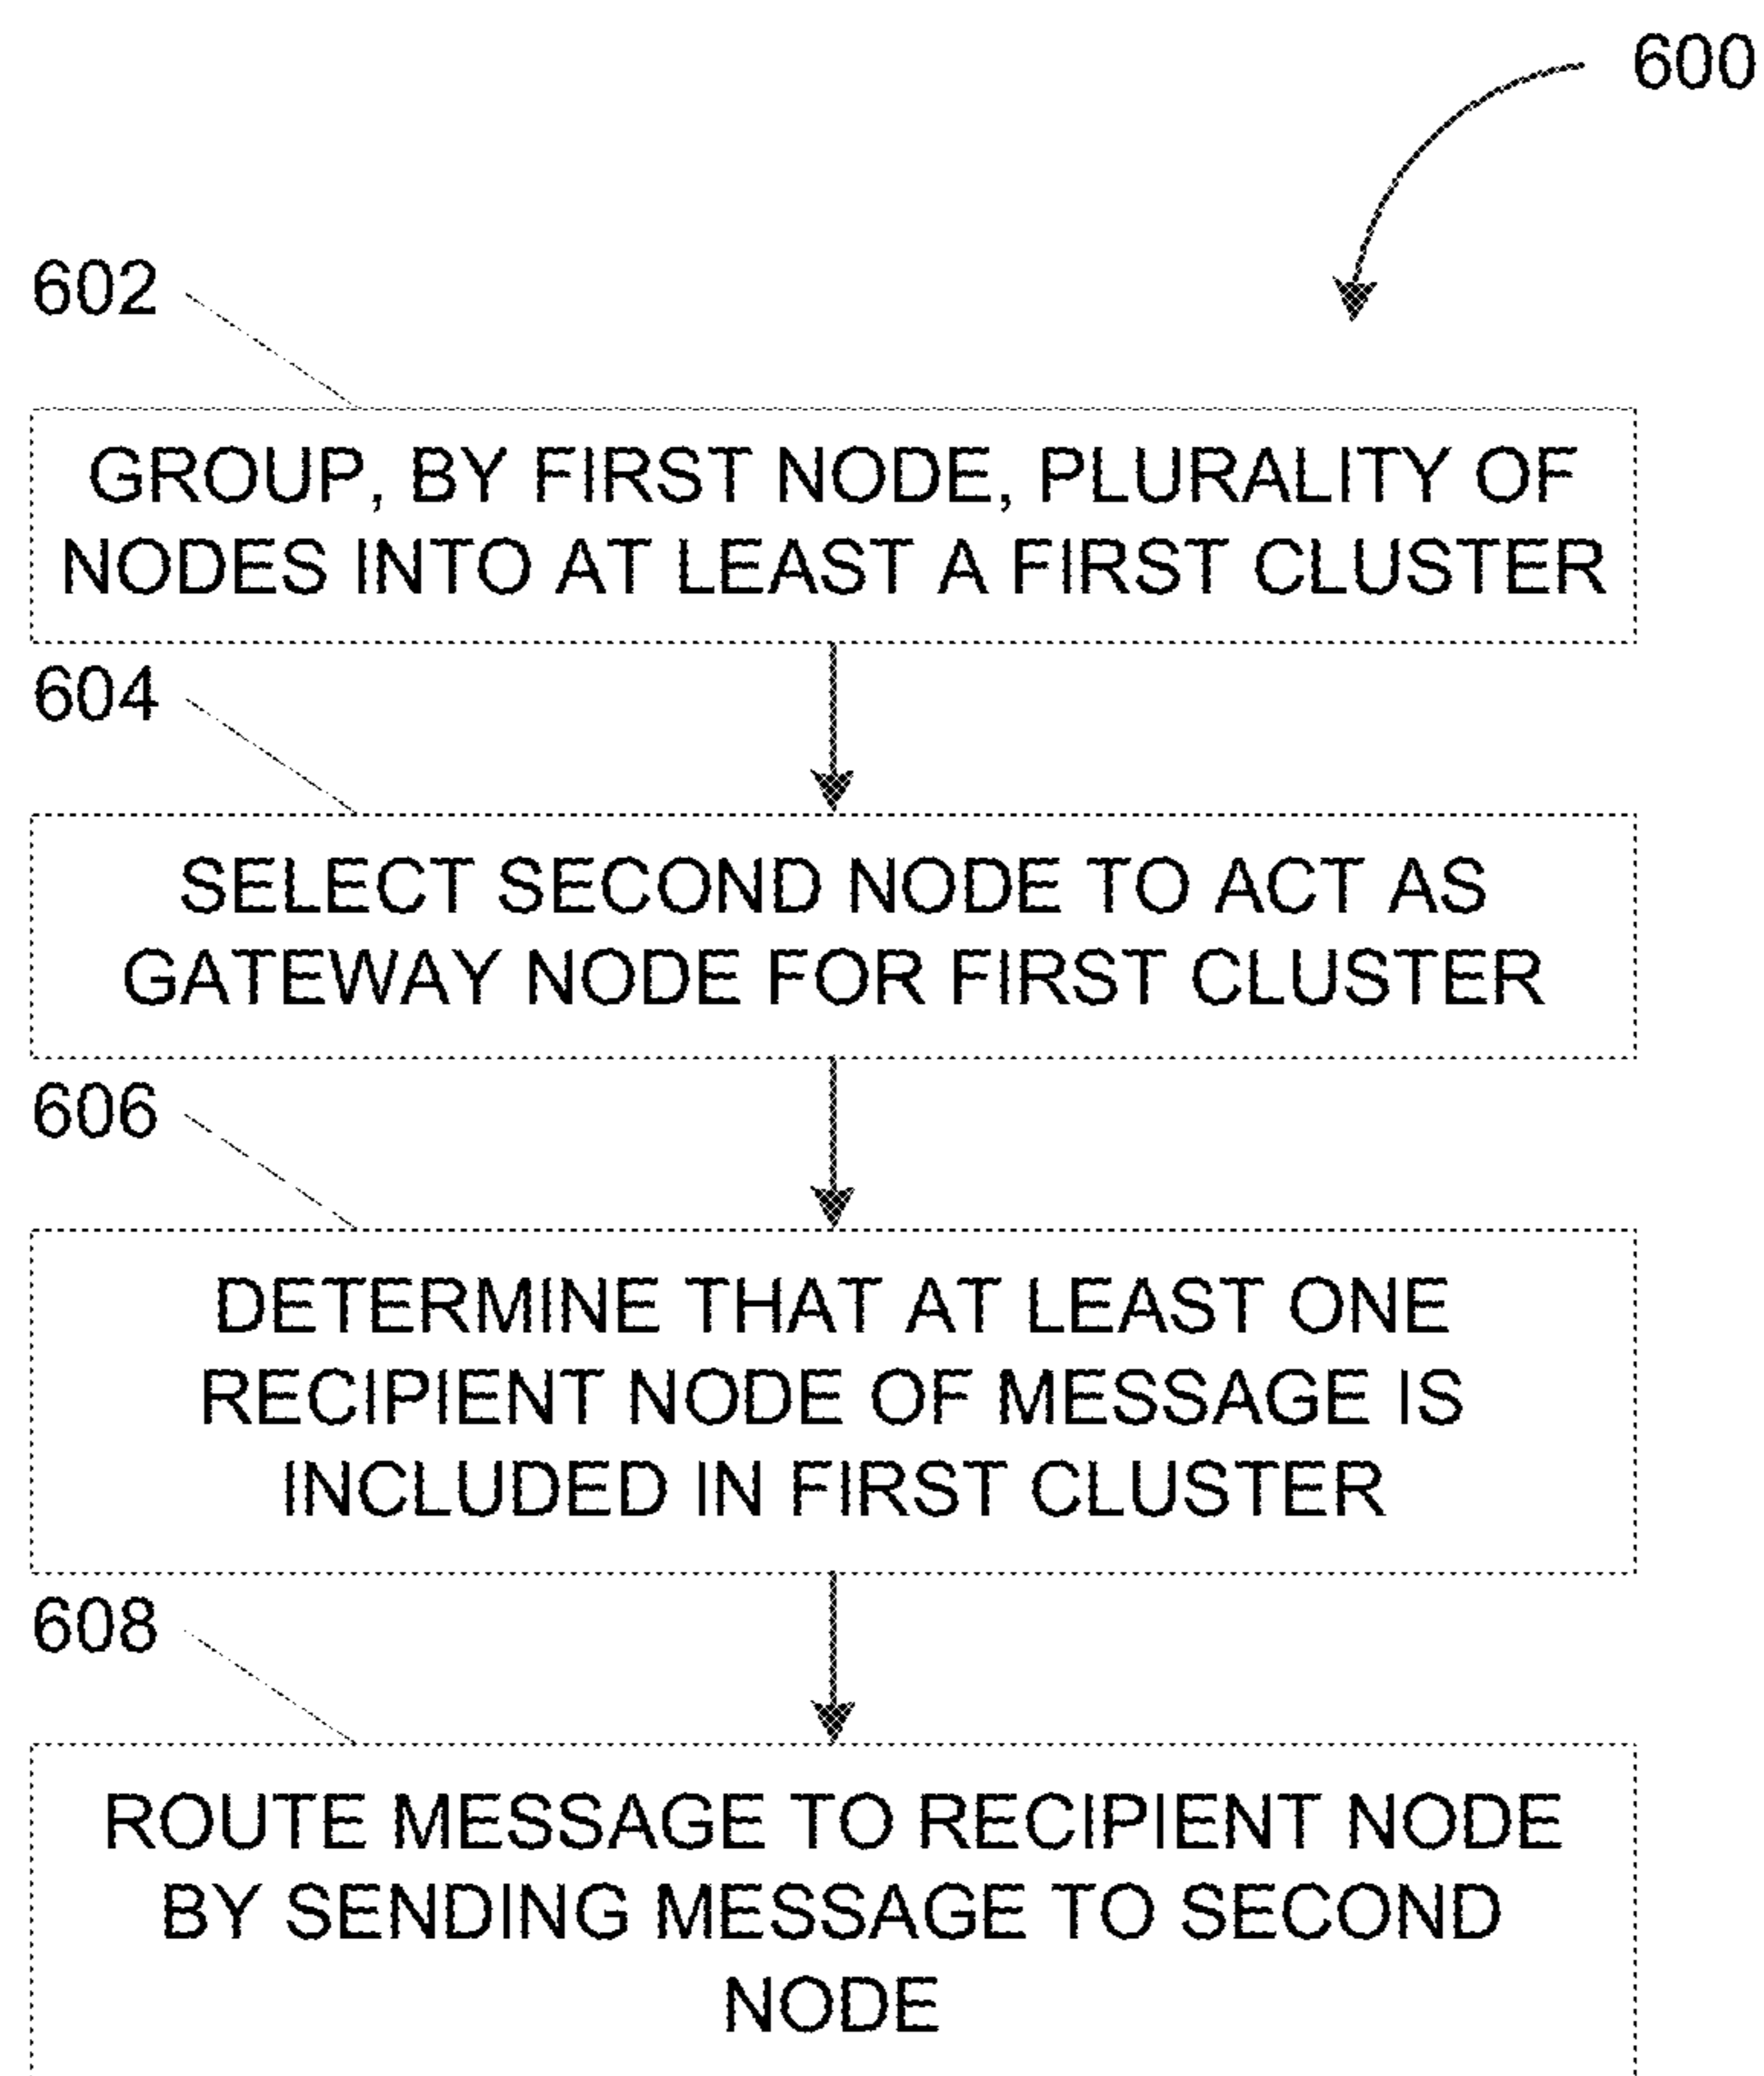 600
602
GROUP, BY FIRST NODE, PLURALITY OF
NODES INTO AT LEAST A FIRST CLUSTER
604
SELECT SECOND NODE TO ACT AS
GATEWAY NODE FOR FIRST CLUSTER
606
DETERMINE THAT AT LEAST ONE
RECIPIENT NODE OF MESSAGE IS
INCLUDED IN FIRST CLUSTER
608
ROUTE MESSAGE TO RECIPIENT NODE
BY SENDING MESSAGE TO SECOND
NODE